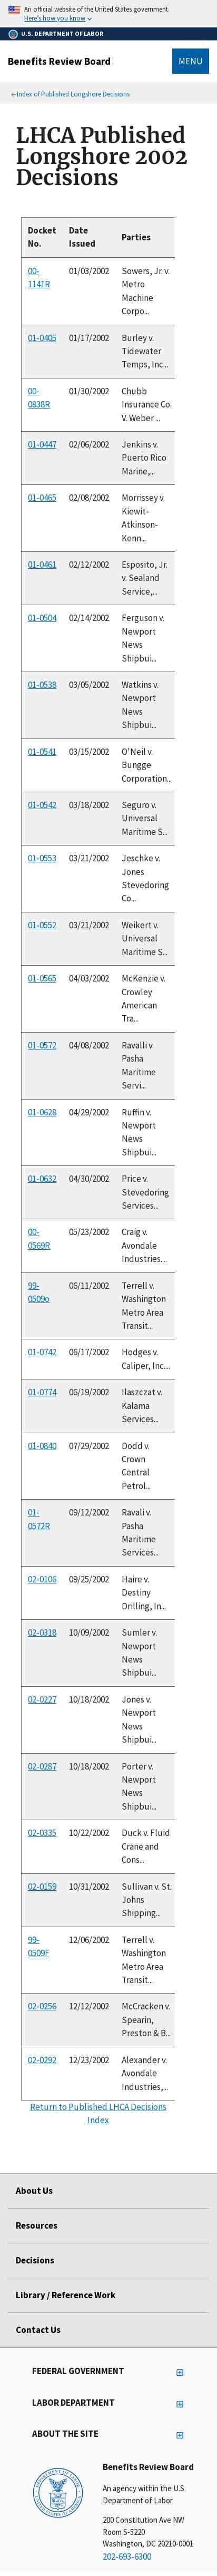 An official website of the United States government.
Here's how you know
U.S. DEPARTMENT OF LABOR
Benefits Review Board
MENU
Index of Published Longshore Decisions
LHCA Published
Longshore 2002
Decisions
Docket No. Date Issued Parties
00-1141R 01/03/2002 Sowers, Jr. v. Metro Machine Corpo...
01-0405 01/17/2002 Burley v. Tidewater Temps, Inc...
00-0838R 01/30/2002 Chubb Insurance Co. V. Weber ...
01-0447 02/06/2002 Jenkins v. Puerto Rico Marine,...
01-0465 02/08/2002 Morrissey v. Kiewit-Atkinson-Kenn...
01-0461 02/12/2002 Esposito, Jr. v. Sealand Service,...
01-0504 02/14/2002 Ferguson v. Newport News Shipbui...
01-0538 03/05/2002 Watkins v. Newport News Shipbui...
01-0541 03/15/2002 O'Neil v. Bungge Corporation...
01-0542 03/18/2002 Seguro v. Universal Maritime S...
01-0553 03/21/2002 Jeschke v. Jones Stevedoring Co...
01-0552 03/21/2002 Weikert v. Universal Maritime S...
01-0565 04/03/2002 McKenzie v. Crowley American Tra...
01-0572 04/08/2002 Ravalli v. Pasha Maritime Servi...
01-0628 04/29/2002 Ruffin v. Newport News Shipbui...
01-0632 04/30/2002 Price v. Stevedoring Services...
00-0569R 05/23/2002 Craig v. Avondale Industries....
99-0509o 06/11/2002 Terrell v. Washington Metro Area Transit...
01-0742 06/17/2002 Hodges v. Caliper, Inc....
01-0774 06/19/2002 Ilaszczat v. Kalama Services...
01-0840 07/29/2002 Dodd v. Crown Central Petrol...
01-0572R 09/12/2002 Ravali v. Pasha Maritime Services...
02-0106 09/25/2002 Haire v. Destiny Drilling, In...
02-0318 10/09/2002 Sumler v. Newport News Shipbui...
02-0227 10/18/2002 Jones v. Newport News Shipbui...
02-0287 10/18/2002 Porter v. Newport News Shipbui...
02-0335 10/22/2002 Duck v. Fluid Crane and Cons...
02-0159 10/31/2002 Sullivan v. St. Johns Shipping...
99-0509F 12/06/2002 Terrell v. Washington Metro Area Transit...
02-0256 12/12/2002 McCracken v. Spearin, Preston & B...
02-0292 12/23/2002 Alexander v. Avondale Industries,...
Return to Published LHCA Decisions
Index
About Us
Resources
Decisions
Library / Reference Work
Contact Us
FEDERAL GOVERNMENT
LABOR DEPARTMENT
ABOUT THE SITE
Benefits Review Board
An agency within the U.S.
Department of Labor
200 Constitution Ave NW
Room S-5220
Washington, DC 20210-0001
202-693-6300